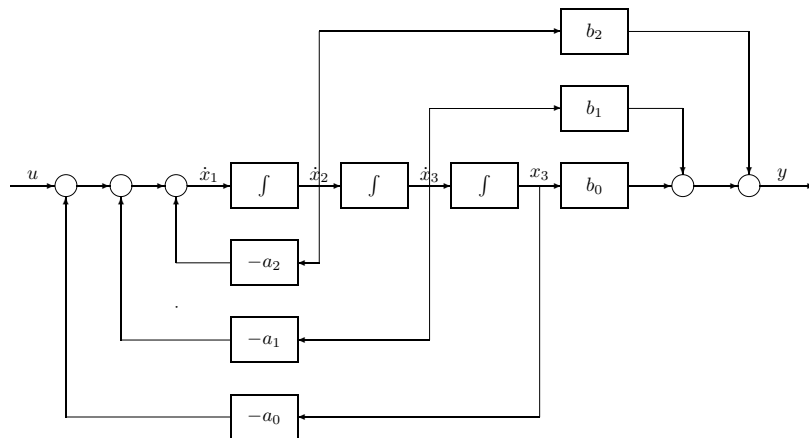 b₂
b₁
u ẋ₁ ∫ ẋ₂ ∫ ẋ₃ ∫ x₃ b₀ y
−a₂
.
−a₁
−a₀